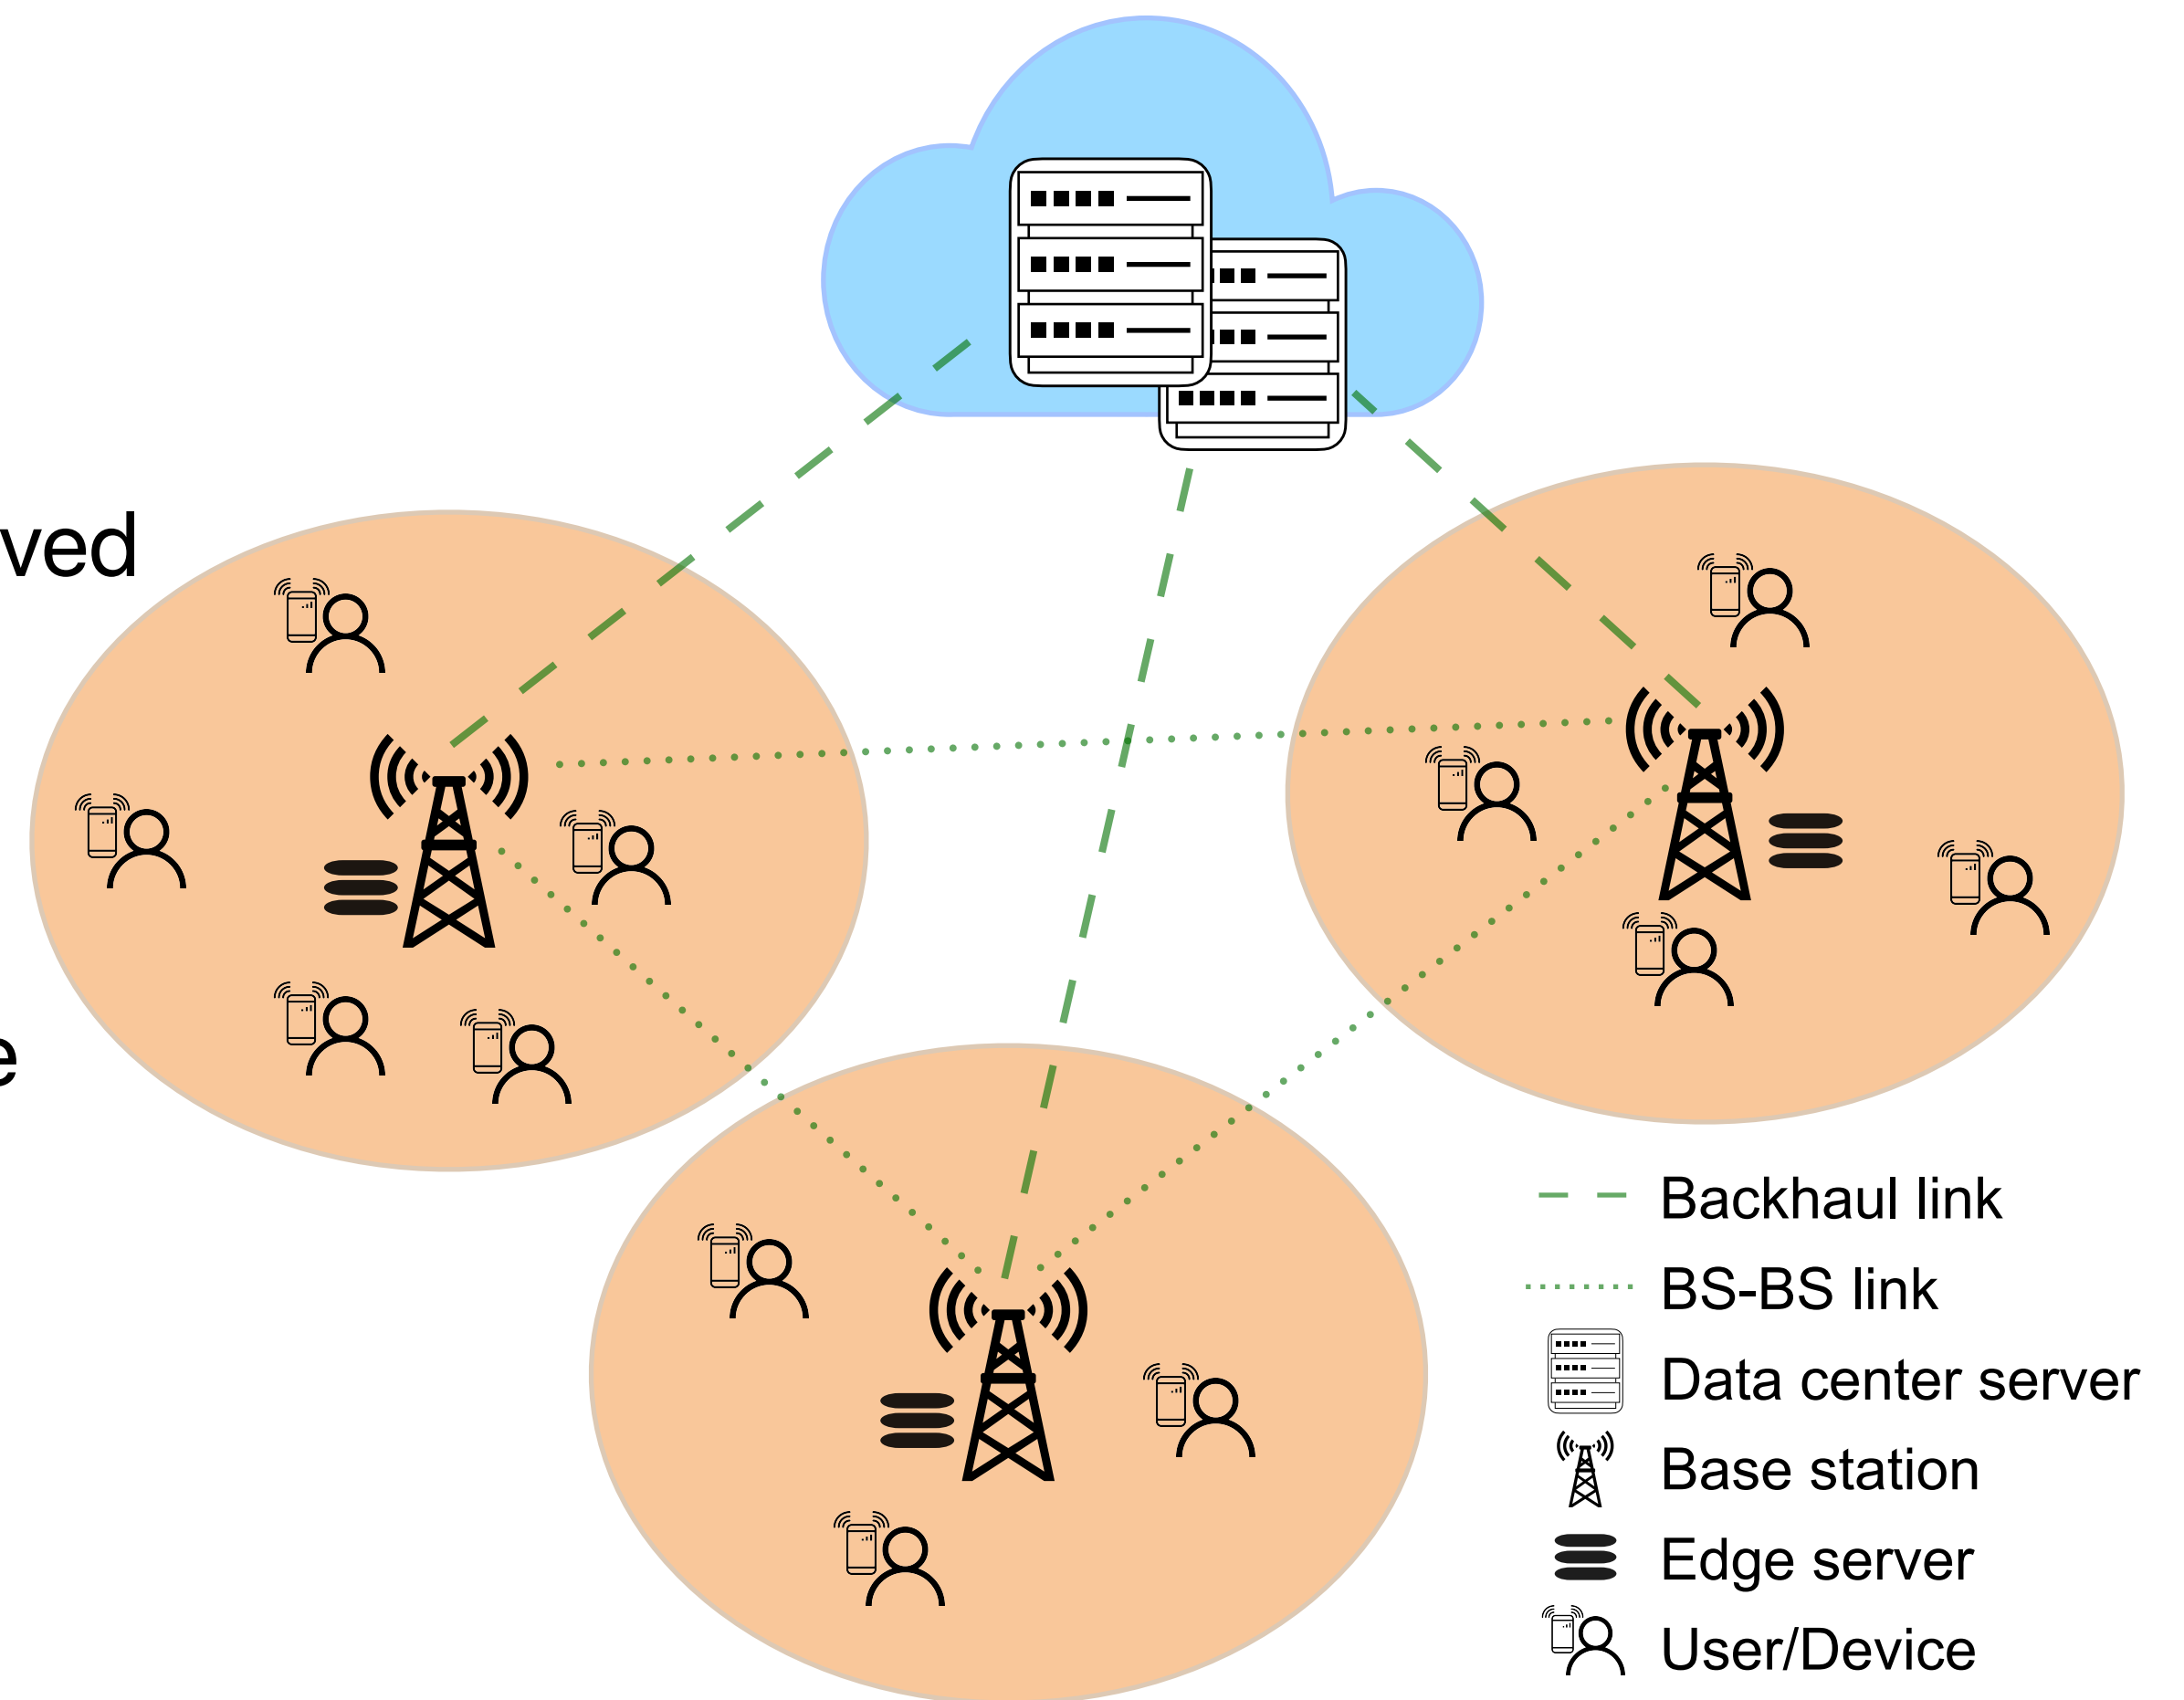 ved
e
Backhaul link
BS-BS link
Data center server
Base station
Edge server
User/Device